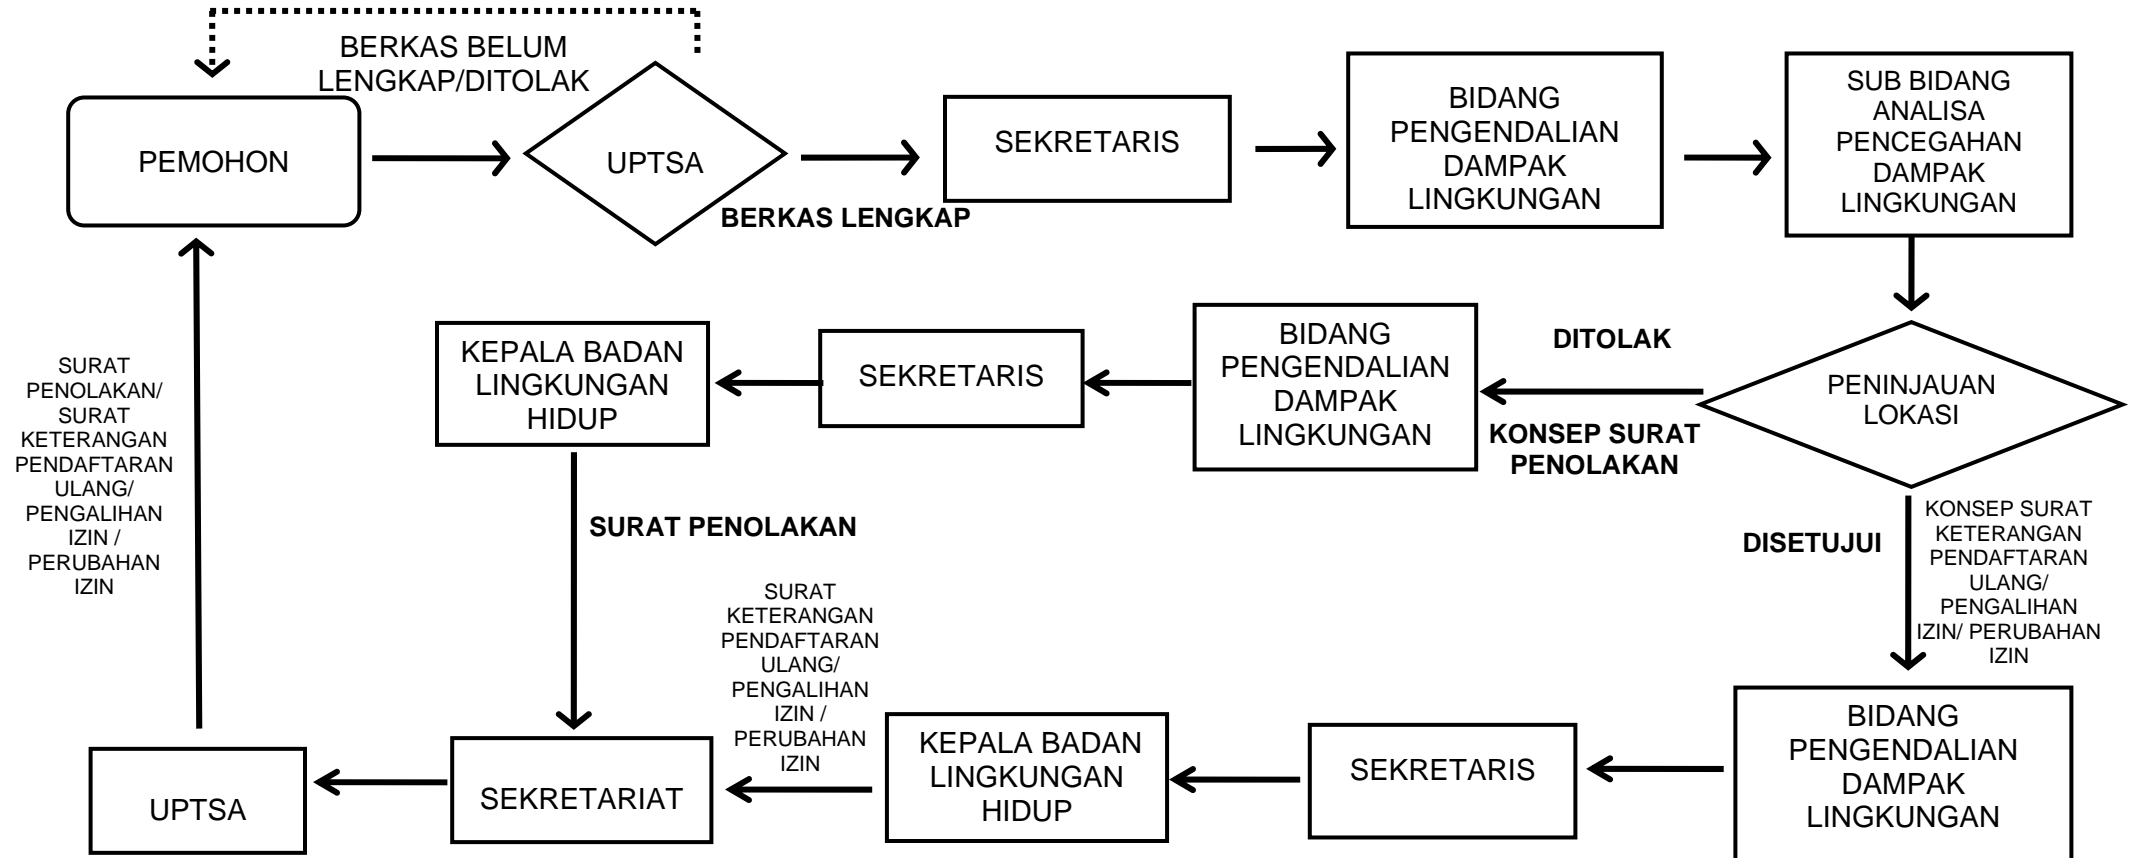 BERKAS BELUM
LENGKAP/DITOLAK
PEMOHON
UPTSA
BERKAS LENGKAP
SEKRETARIS
BIDANG
PENGENDALIAN
DAMPAK
LINGKUNGAN
SUB BIDANG
ANALISA
PENCEGAHAN
DAMPAK
LINGKUNGAN
PENINJAUAN
LOKASI
DITOLAK
KONSEP SURAT
PENOLAKAN
BIDANG
PENGENDALIAN
DAMPAK
LINGKUNGAN
SEKRETARIS
KEPALA BADAN
LINGKUNGAN
HIDUP
SURAT PENOLAKAN
DISETUJUI
KONSEP SURAT
KETERANGAN
PENDAFTARAN
ULANG/
PENGALIHAN
IZIN/ PERUBAHAN
IZIN
BIDANG
PENGENDALIAN
DAMPAK
LINGKUNGAN
SEKRETARIS
KEPALA BADAN
LINGKUNGAN
HIDUP
SURAT
KETERANGAN
PENDAFTARAN
ULANG/
PENGALIHAN
IZIN /
PERUBAHAN
IZIN
SEKRETARIAT
UPTSA
SURAT
PENOLAKAN/
SURAT
KETERANGAN
PENDAFTARAN
ULANG/
PENGALIHAN
IZIN /
PERUBAHAN
IZIN